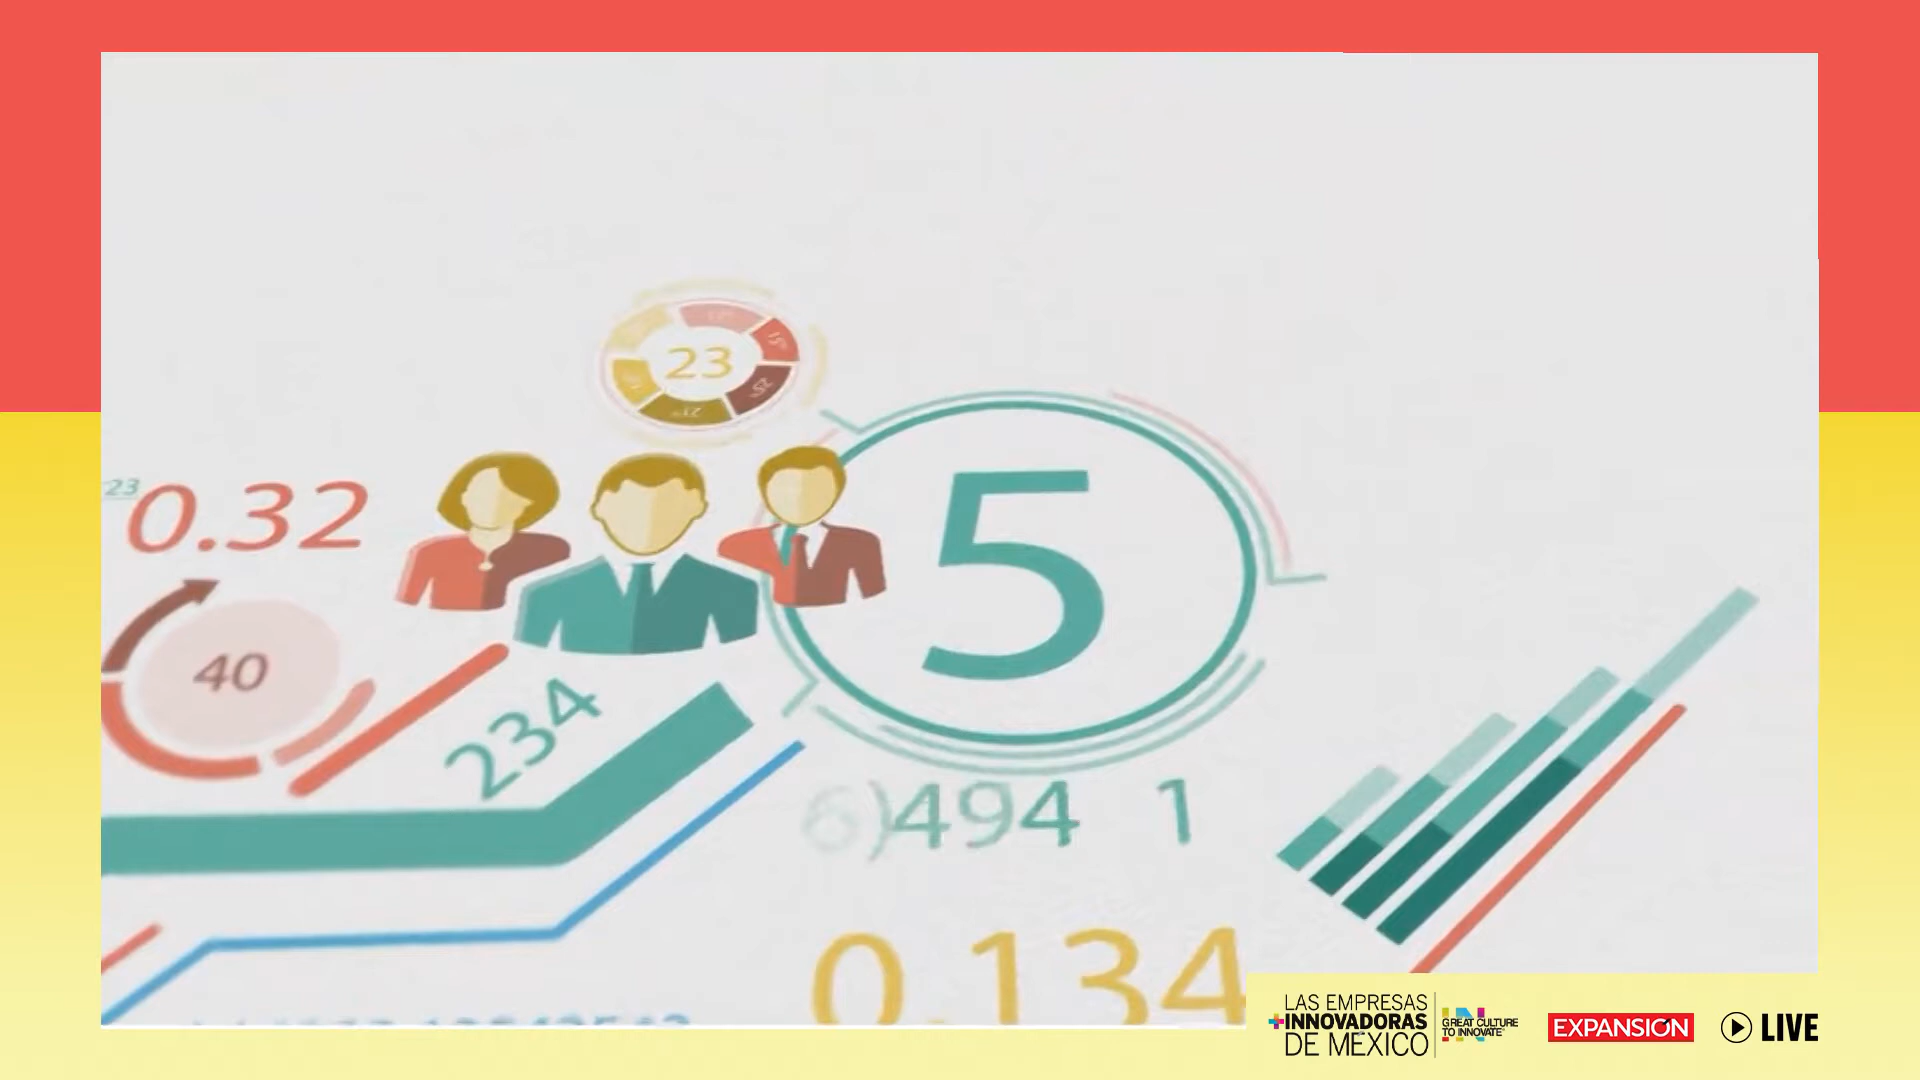 23
23
0.32
5
40
234
6)494 1
0.134
LAS EMPRESAS
+INNOVADORAS
DE MÉXICO
GREAT CULTURE
TO INNOVATE
EXPANSIÓN
LIVE